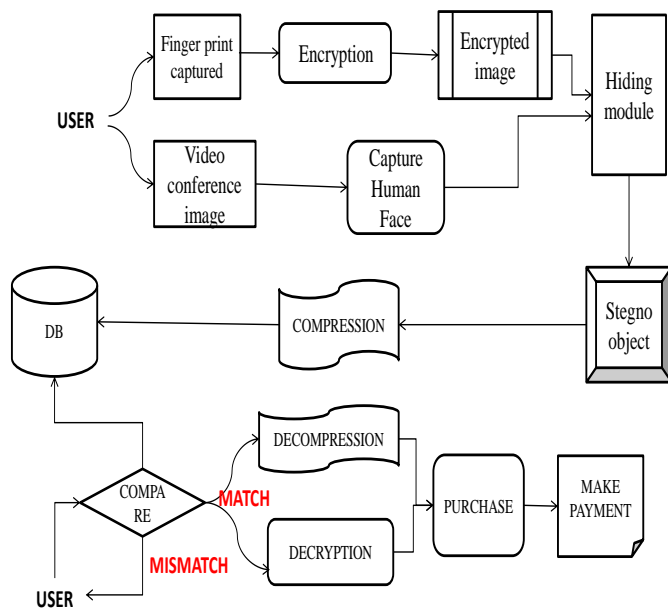 Finger print
captured
Encryption
Encrypted
image
Hiding
module
USER
Video
conference
image
Capture
Human
Face
DB
COMPRESSION
Stegno
object
DECOMPRESSION
COMPA
RE
MATCH
PURCHASE
MAKE
PAYMENT
MISMATCH
DECRYPTION
USER